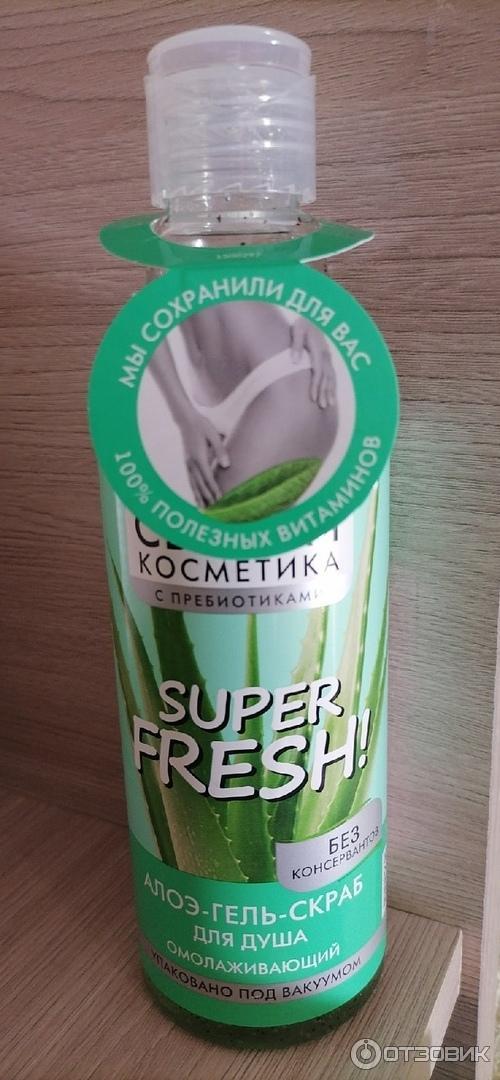 МЫ СОХРАНИЛИ ДЛЯ ВАС
100% ПОЛЕЗНЫХ ВИТАМИНОВ
КОСМЕТИКА
С ПРЕБИОТИКАМИ
SUPER
FRESH!
БЕЗ
КОНСЕРВАНТОВ
АЛОЭ-ГЕЛЬ-СКРАБ
ДЛЯ ДУША
ОМОЛАЖИВАЮЩИЙ
УПАКОВАНО ПОД ВАКУУМОМ
ОТЗОВИК